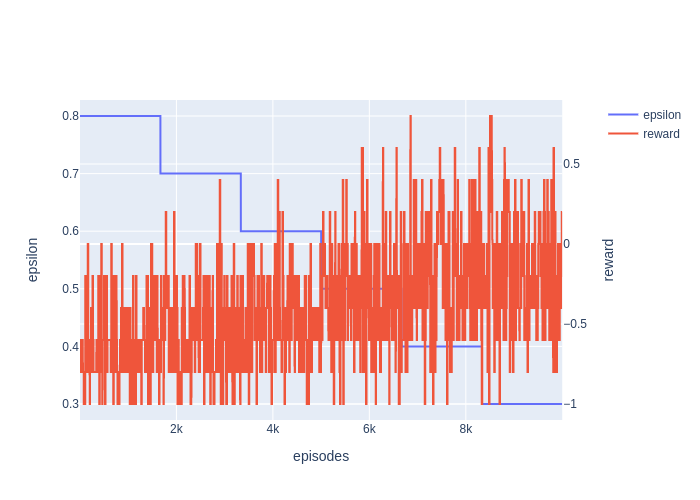 epsilon
reward
0.8
0.7
0.6
0.5
0.4
0.3
0.5
0
−0.5
−1
2k
4k
6k
8k
epsilon
reward
episodes